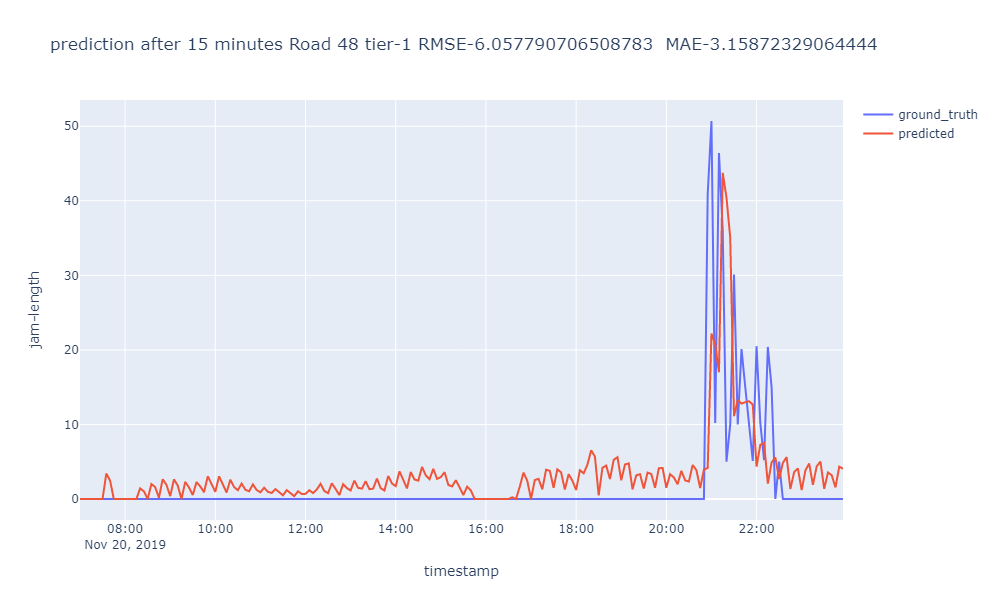 prediction after 15 minutes Road 48 tier-1 RMSE-6.057790706508783  MAE-3.15872329064444
ground_truth
predicted
50
40
30
20
10
0
jam-length
08:00 10:00 12:00 14:00 16:00 18:00 20:00 22:00
Nov 20, 2019
timestamp